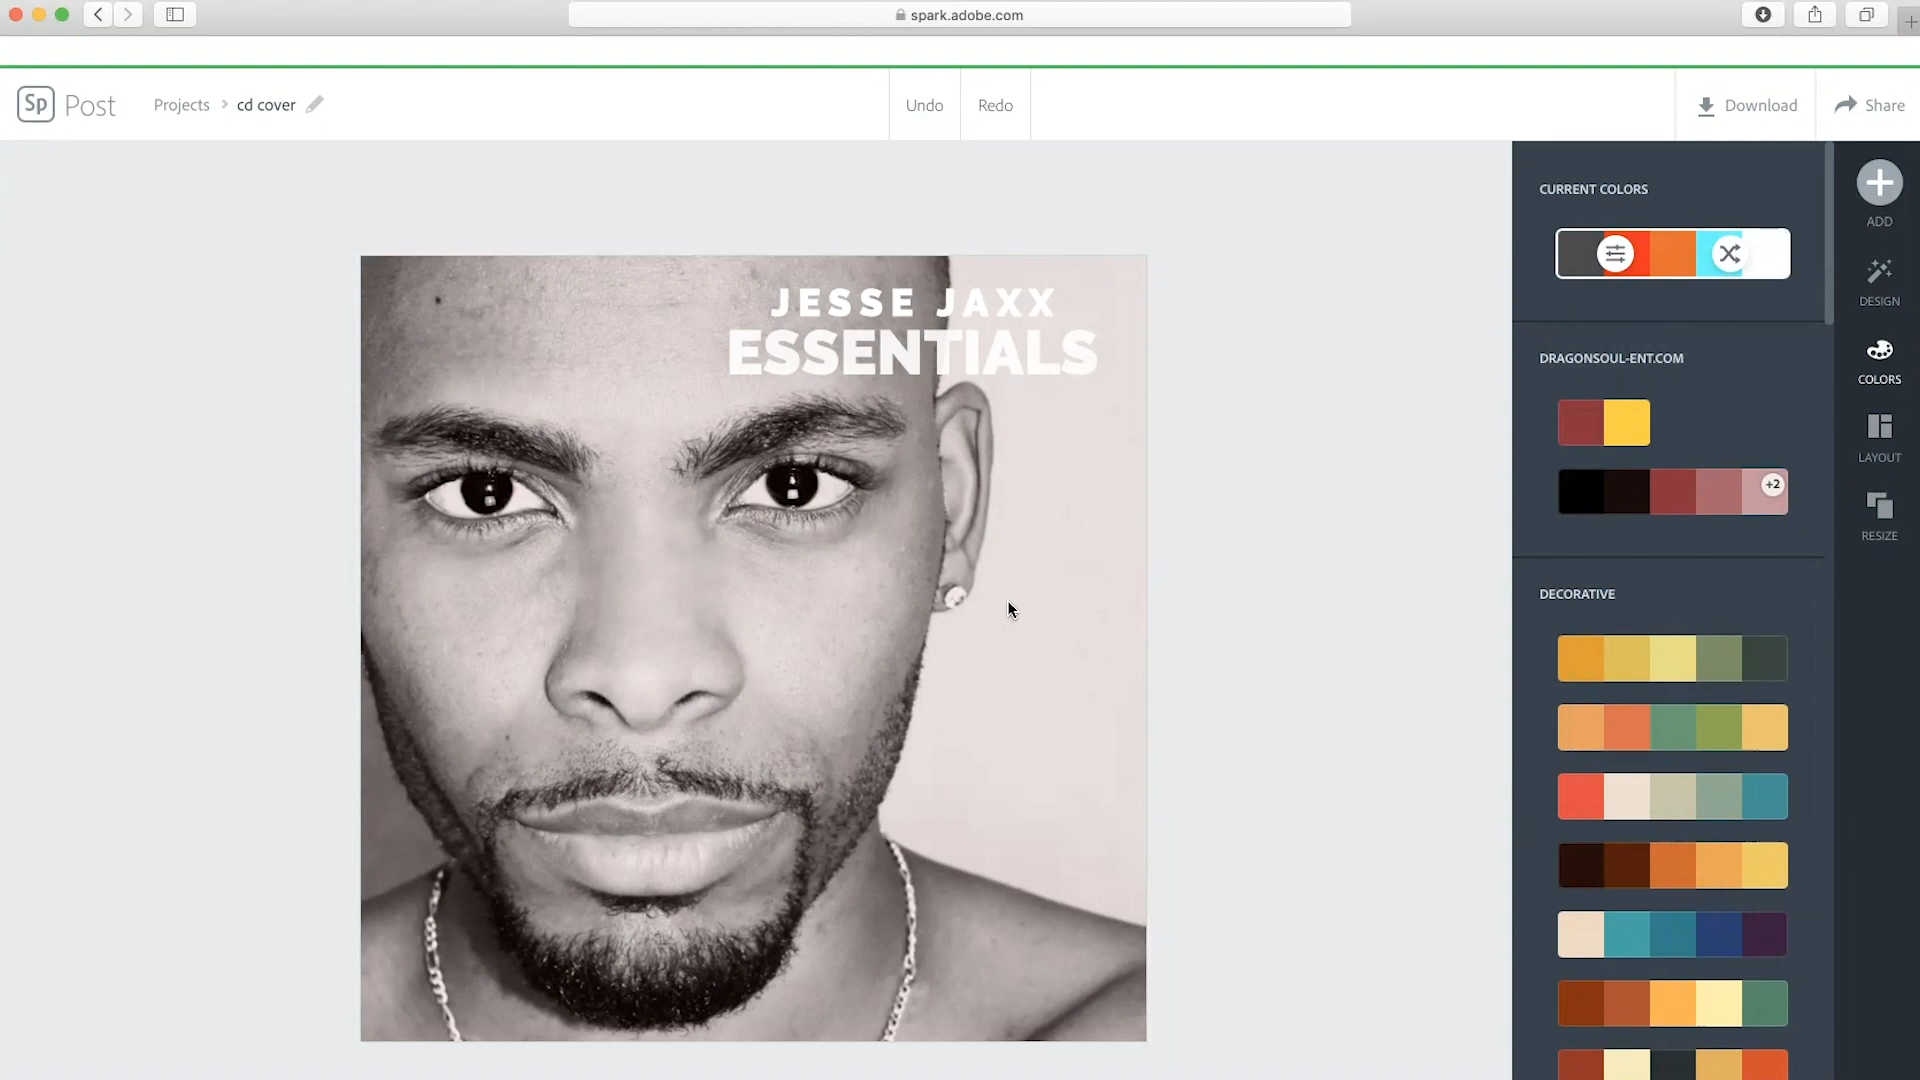 spark.adobe.com
Sp Post
Projects > cd cover
Undo
Redo
Download
Share
JESSE JAXX
ESSENTIALS
CURRENT COLORS
DRAGONSOUL-ENT.COM
+2
DECORATIVE
ADD
DESIGN
COLORS
LAYOUT
RESIZE